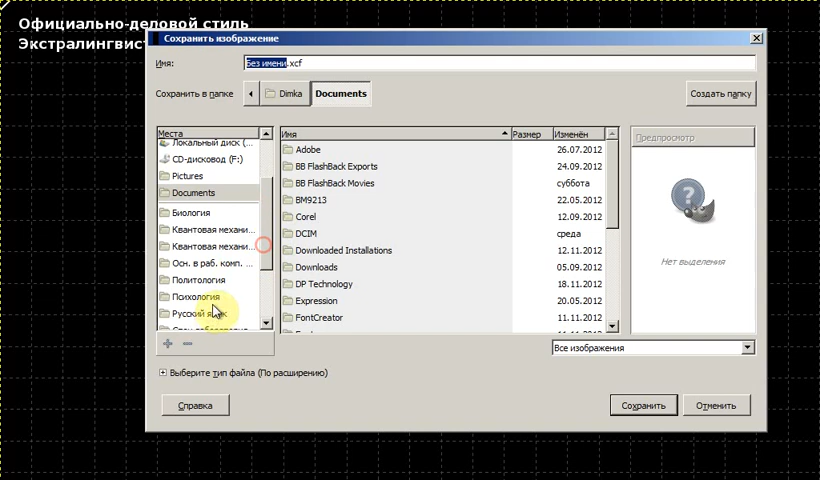 Официально-деловой стиль
Экстралингвист
Сохранить изображение
Имя:
Без имени.xcf
Сохранить в папке
Dimka
Documents
Создать папку
Места
Локальный диск (...
CD-дисковод (F:)
Pictures
Documents
Биология
Квантовая механи...
Квантовая механи...
Осн. в раб. комп. ...
Политология
Психология
Русский язык
Имя
Размер
Изменён
Adobe 26.07.2012
BB FlashBack Exports 24.09.2012
BB FlashBack Movies суббота
BM9213 22.05.2012
Corel 12.09.2012
DCIM среда
Downloaded Installations 12.11.2012
Downloads 05.09.2012
DP Technology 18.11.2012
Expression 20.05.2012
FontCreator 11.11.2012
Предпросмотр
Нет выделения
Все изображения
Выберите тип файла (По расширению)
Справка
Сохранить
Отменить